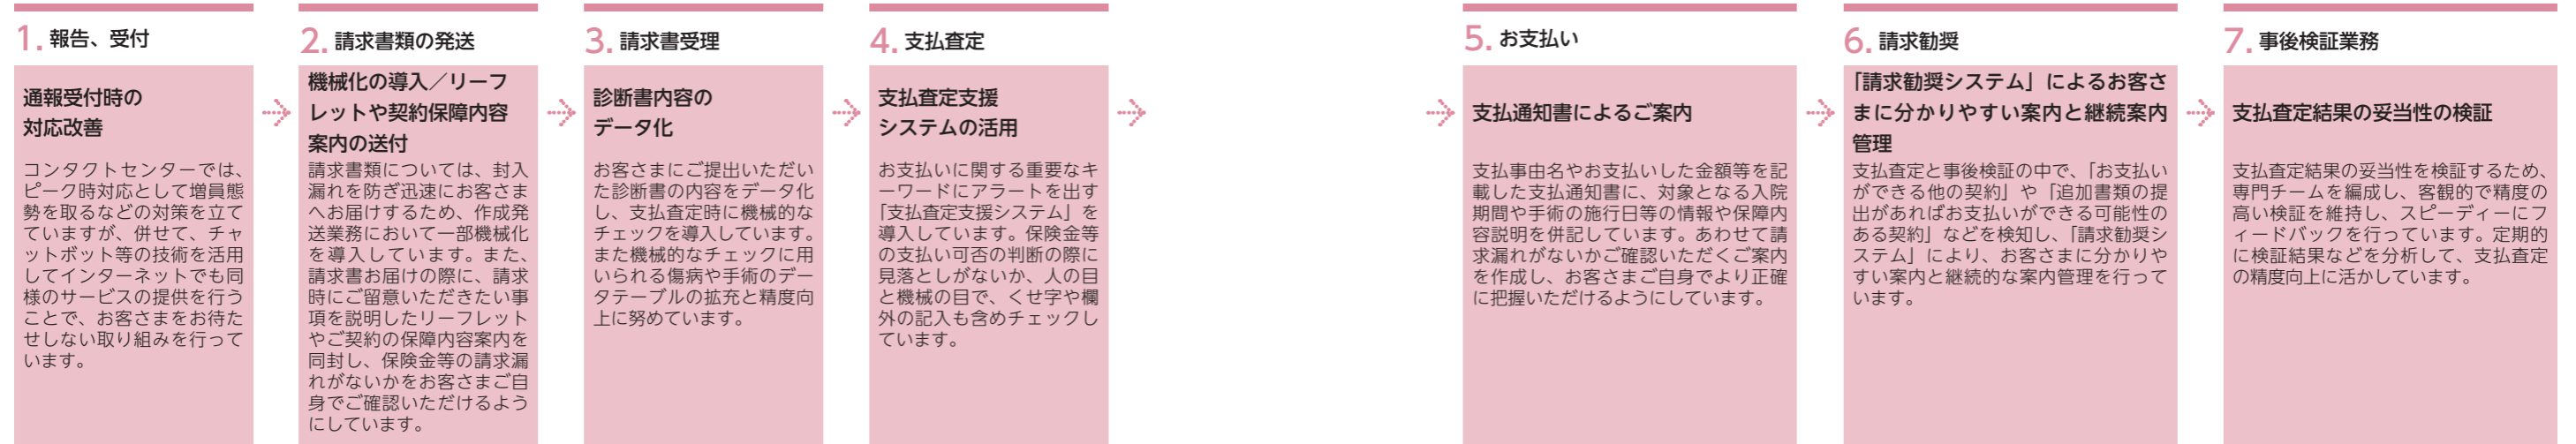 1. 報告、受付
通報受付時の
対応改善
コンタクトセンターでは、
ピーク時対応として増員態
勢を取るなどの対策を立て
ていますが、併せて、チャ
ットボット等の技術を活用
してインターネットでも同
様のサービスの提供を行う
ことで、お客さまをお待た
せしない取り組みを行って
います。
2. 請求書類の発送
機械化の導入／リーフ
レットや契約保障内容
案内の送付
請求書類については、封入
漏れを防ぎ迅速にお客さま
へお届けするため、作成発
送業務において一部機械化
を導入しています。また、
請求書お届けの際に、請求
時にご留意いただきたい事
項を説明したリーフレット
やご契約の保障内容案内を
同封し、保険金等の請求漏
れがないかをお客さまご自
身でご確認いただけるよう
にしています。
3. 請求書受理
診断書内容の
データ化
お客さまにご提出いただい
た診断書の内容をデータ化
し、支払査定時に機械的な
チェックを導入しています。
また機械的なチェックに用
いられる傷病や手術のデー
タテーブルの拡充と精度向
上に努めています。
4. 支払査定
支払査定支援
システムの活用
お支払いに関する重要なキ
ーワードにアラートを出す
「支払査定支援システム」を
導入しています。保険金等
の支払い可否の判断の際に
見落としがないか、人の目
と機械の目で、くせ字や欄
外の記入も含めチェックし
ています。
5. お支払い
支払通知書によるご案内
支払事由名やお支払いした金額等を記
載した支払通知書に、対象となる入院
期間や手術の施行日等の情報や保障内
容説明を併記しています。あわせて請
求漏れがないかご確認いただくご案内
を作成し、お客さまご自身でより正確
に把握いただけるようにしています。
6. 請求勧奨
「請求勧奨システム」によるお客さ
まに分かりやすい案内と継続案内
管理
支払査定と事後検証の中で、「お支払い
ができる他の契約」や「追加書類の提
出があればお支払いができる可能性の
ある契約」などを検知し、「請求勧奨シ
ステム」により、お客さまに分かりや
すい案内と継続的な案内管理を行って
います。
7. 事後検証業務
支払査定結果の妥当性の検証
支払査定結果の妥当性を検証するため、
専門チームを編成し、客観的で精度の
高い検証を維持し、スピーディーにフ
ィードバックを行っています。定期的
に検証結果などを分析して、支払査定
の精度向上に活かしています。